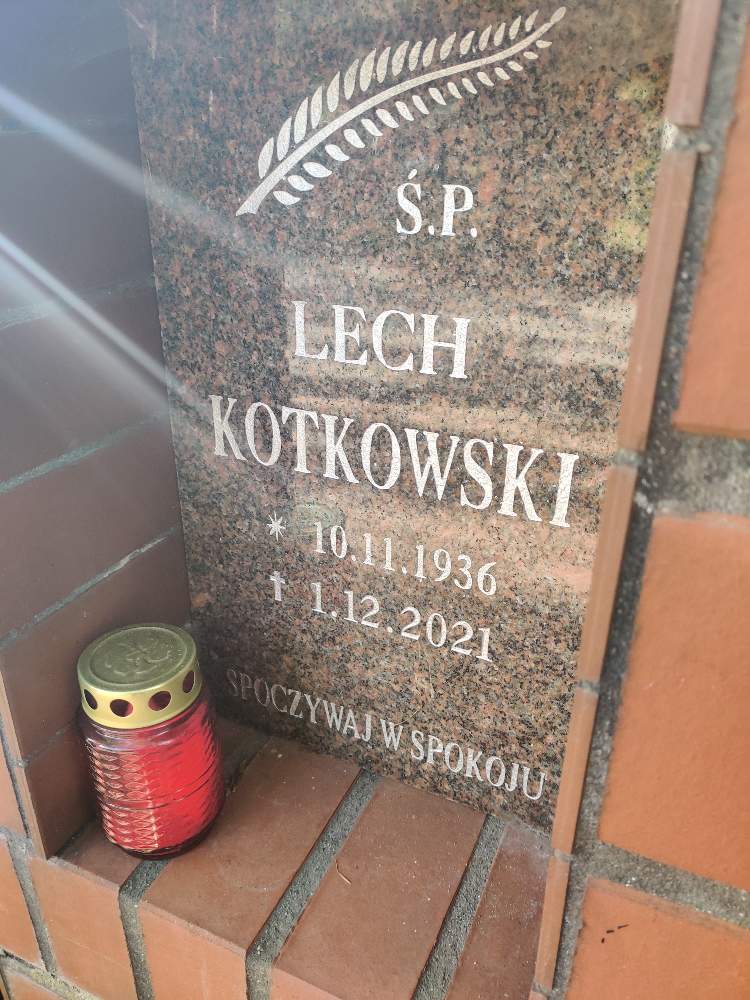 Ś.P.
LECH
KOTKOWSKI
* 10.11.1936
✝ 1.12.2021
SPOCZYWAJ W SPOKOJU